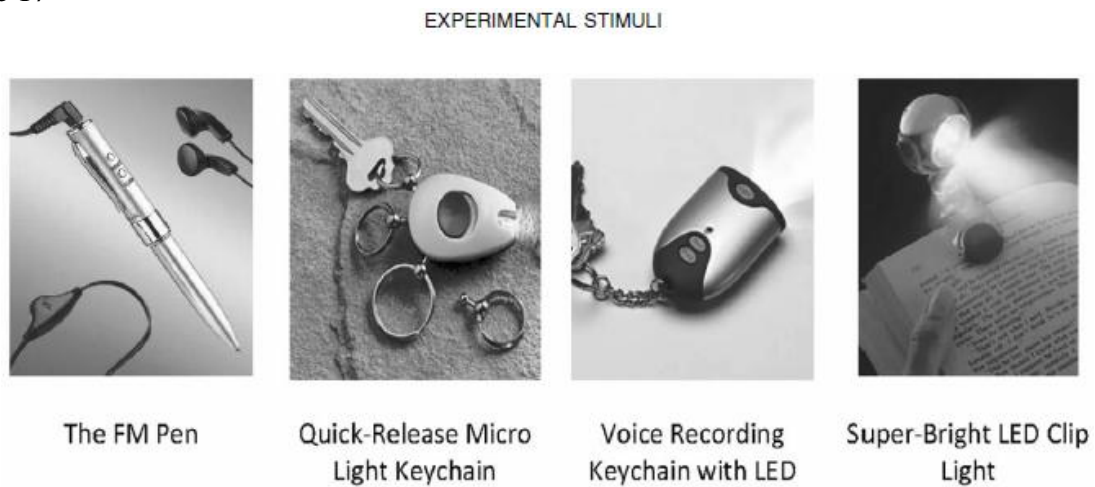 EXPERIMENTAL STIMULI
The FM Pen
Quick-Release Micro
Light Keychain
Voice Recording
Keychain with LED
Super-Bright LED Clip
Light